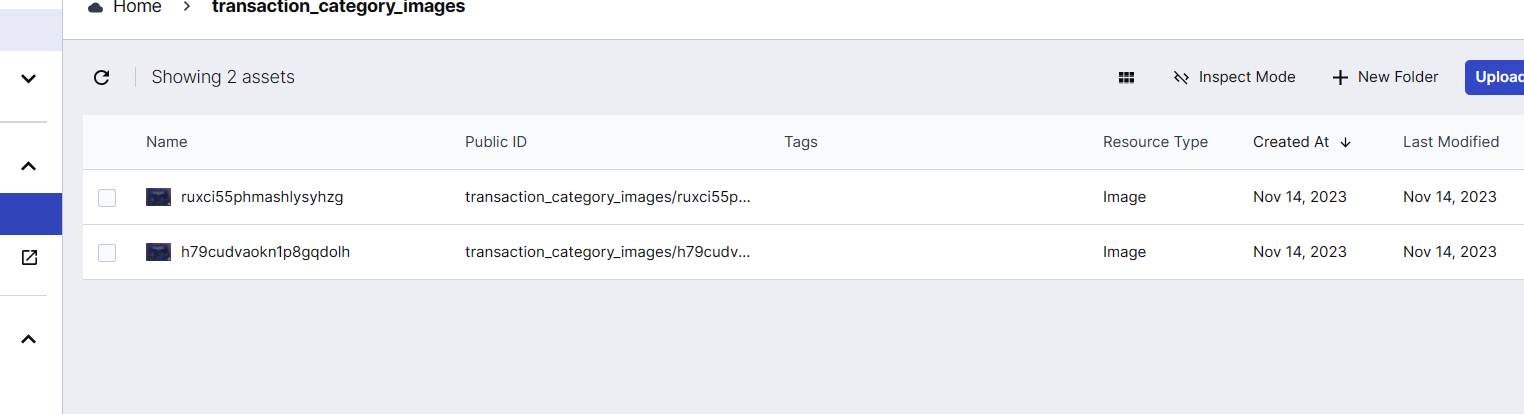 Home > transaction_category_images
Showing 2 assets
Inspect Mode
New Folder
Upload
Name Public ID Tags Resource Type Created At Last Modified
ruxci55phmashlysyhzg transaction_category_images/ruxci55p... Image Nov 14, 2023 Nov 14, 2023
h79cudvaokn1p8gqdolh transaction_category_images/h79cudv... Image Nov 14, 2023 Nov 14, 2023